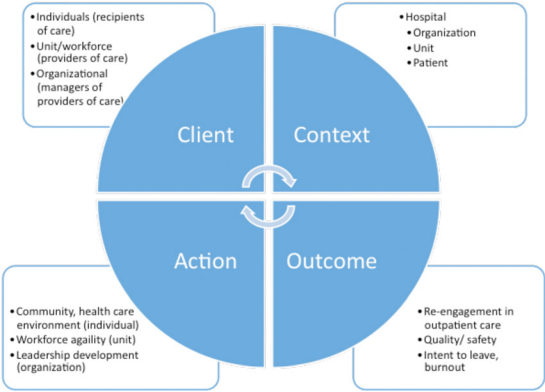 • Individuals (recipients
of care)
• Unit/workforce
(providers of care)
• Organizational
(managers of
providers of care)
• Hospital
• Organization
• Unit
• Patient
Client
Context
Action
Outcome
• Community, health care
environment (individual)
• Workforce agaility (unit)
• Leadership development
(organization)
• Re-engagement in
outpatient care
• Quality/ safety
• Intent to leave,
burnout